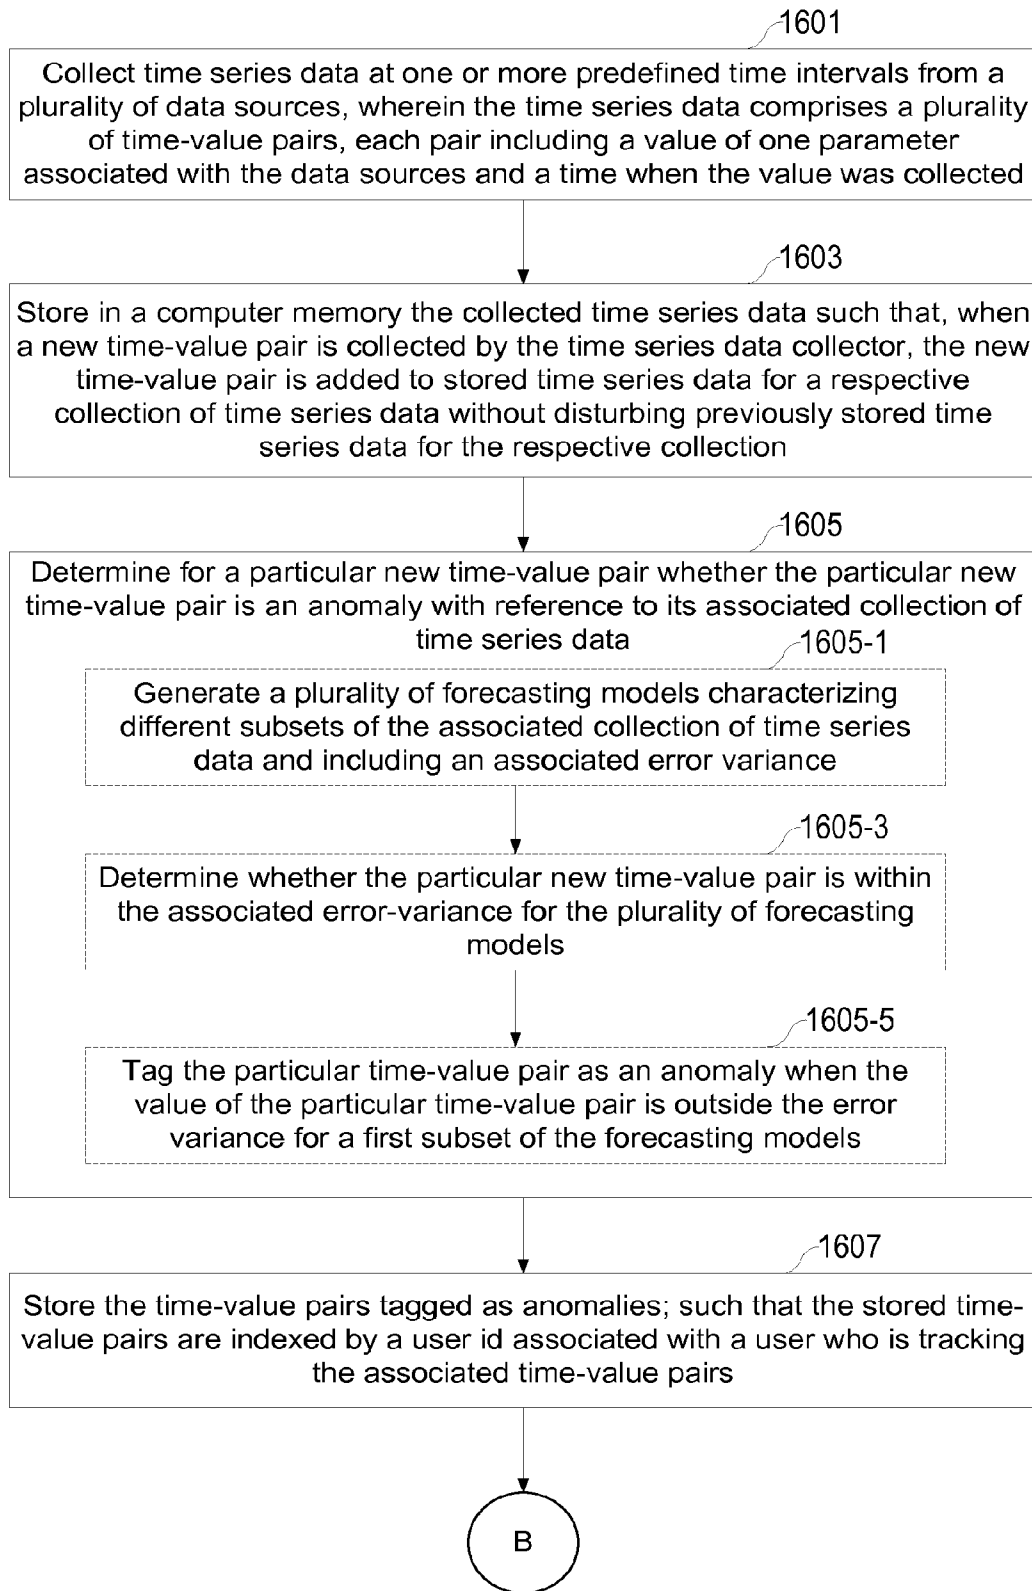 1601
Collect time series data at one or more predefined time intervals from a
plurality of data sources, wherein the time series data comprises a plurality
of time-value pairs, each pair including a value of one parameter
associated with the data sources and a time when the value was collected
1603
Store in a computer memory the collected time series data such that, when
a new time-value pair is collected by the time series data collector, the new
time-value pair is added to stored time series data for a respective
collection of time series data without disturbing previously stored time
series data for the respective collection
1605
Determine for a particular new time-value pair whether the particular new
time-value pair is an anomaly with reference to its associated collection of
time series data
1605-1
Generate a plurality of forecasting models characterizing
different subsets of the associated collection of time series
data and including an associated error variance
1605-3
Determine whether the particular new time-value pair is within
the associated error-variance for the plurality of forecasting
models
1605-5
Tag the particular time-value pair as an anomaly when the
value of the particular time-value pair is outside the error
variance for a first subset of the forecasting models
1607
Store the time-value pairs tagged as anomalies; such that the stored time-
value pairs are indexed by a user id associated with a user who is tracking
the associated time-value pairs
B